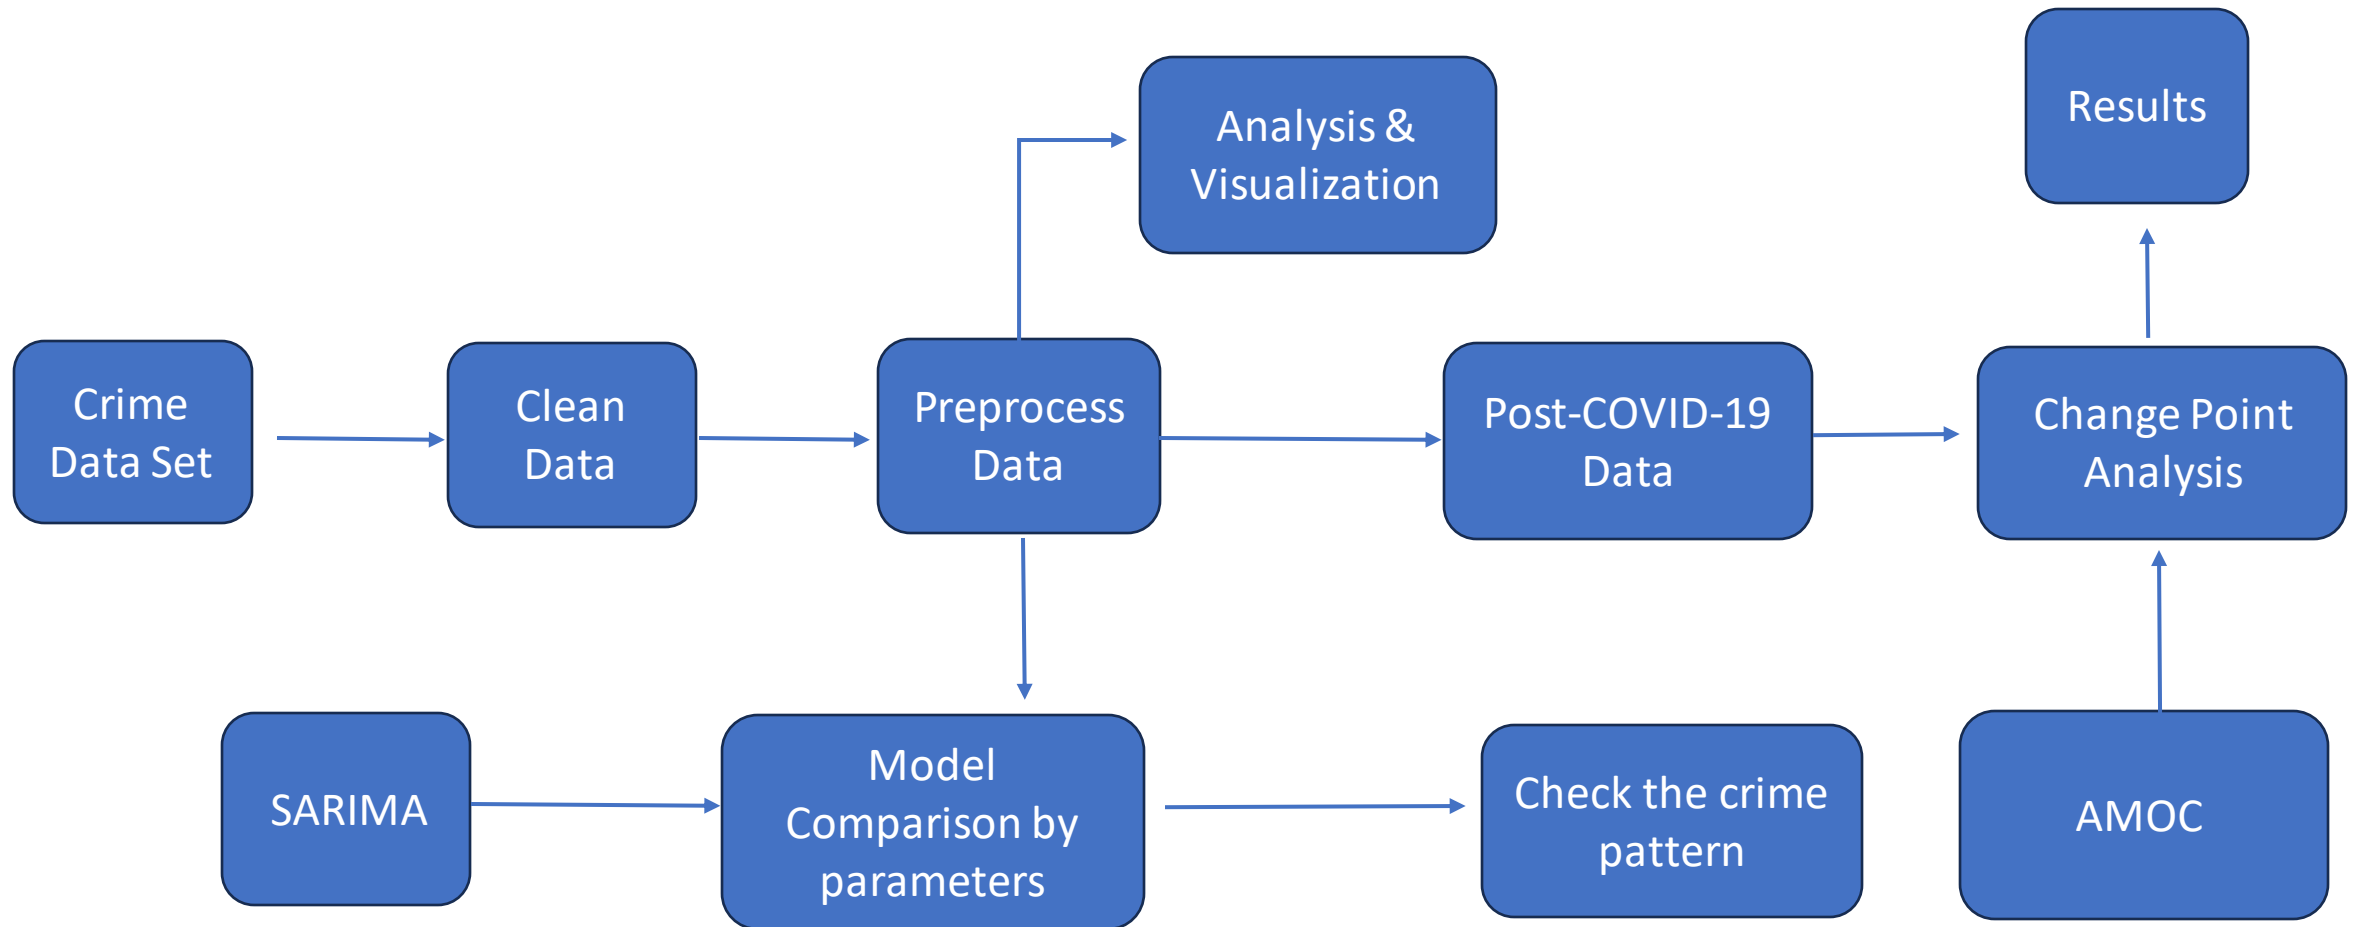 Results
Analysis &
Visualization
Crime
Data Set
Clean
Data
Preprocess
Data
Post-COVID-19
Data
Change Point
Analysis
SARIMA
Model
Comparison by
parameters
Check the crime
pattern
AMOC